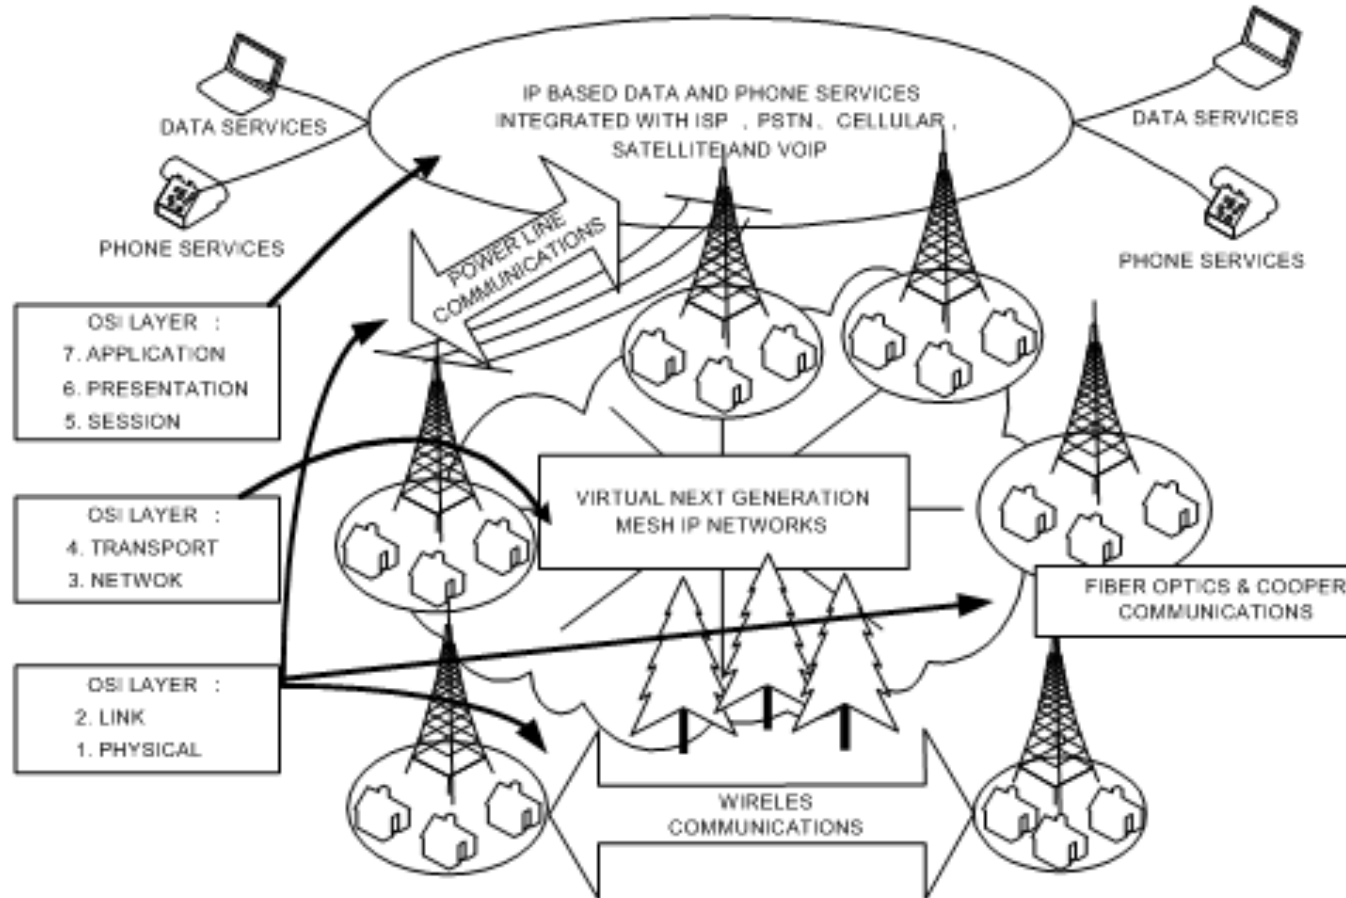 IP BASED DATA AND PHONE SERVICES
INTEGRATED WITH ISP , PSTN, CELLULAR,
SATELLITE AND VOIP
DATA SERVICES
PHONE SERVICES
DATA SERVICES
PHONE SERVICES
POWER LINE
COMMUNICATIONS
OSI LAYER :
7. APPLICATION
6. PRESENTATION
5. SESSION
OSI LAYER :
4. TRANSPORT
3. NETWOK
OSI LAYER :
2. LINK
1. PHYSICAL
VIRTUAL NEXT GENERATION
MESH IP NETWORKS
FIBER OPTICS & COOPER
COMMUNICATIONS
WIRELES
COMMUNICATIONS